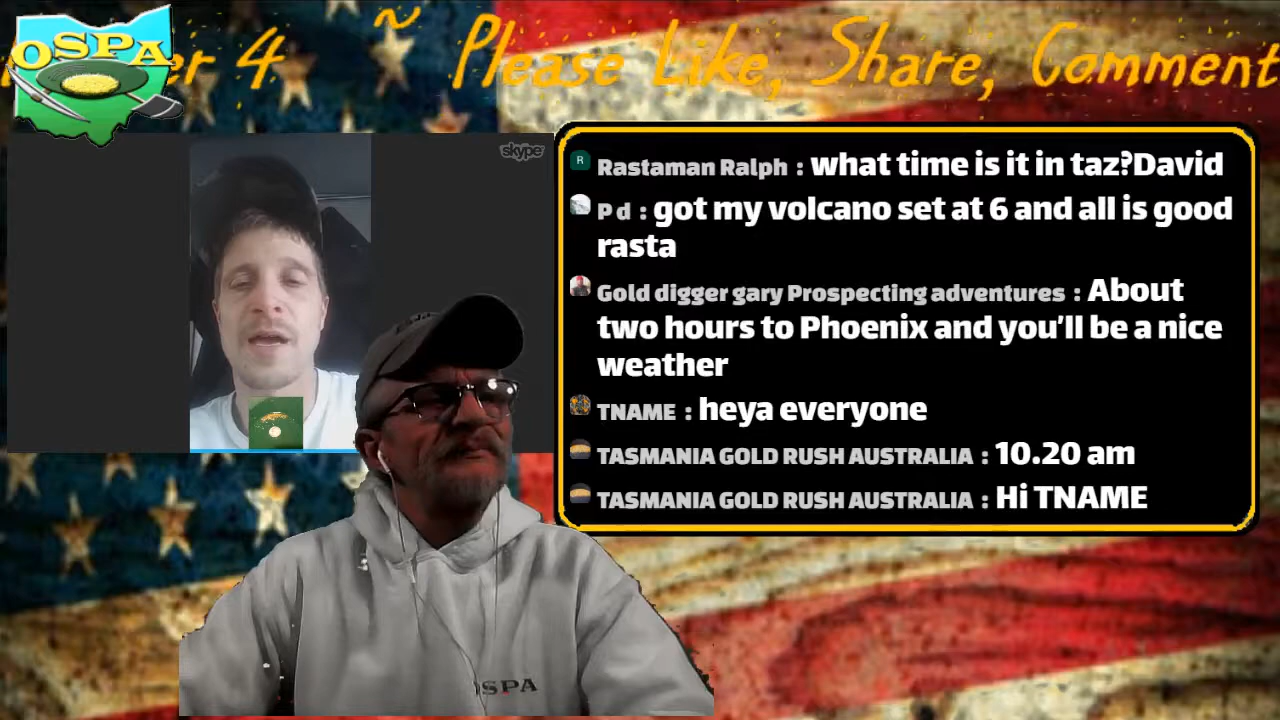 er 4 ~ Please Like, Share, Comment
OSPA
skype
R Rastaman Ralph : what time is it in taz?David
P d : got my volcano set at 6 and all is good
rasta
Gold digger gary Prospecting adventures : About
two hours to Phoenix and you'll be a nice
weather
TNAME : heya everyone
TASMANIA GOLD RUSH AUSTRALIA : 10.20 am
TASMANIA GOLD RUSH AUSTRALIA : Hi TNAME
OSPA